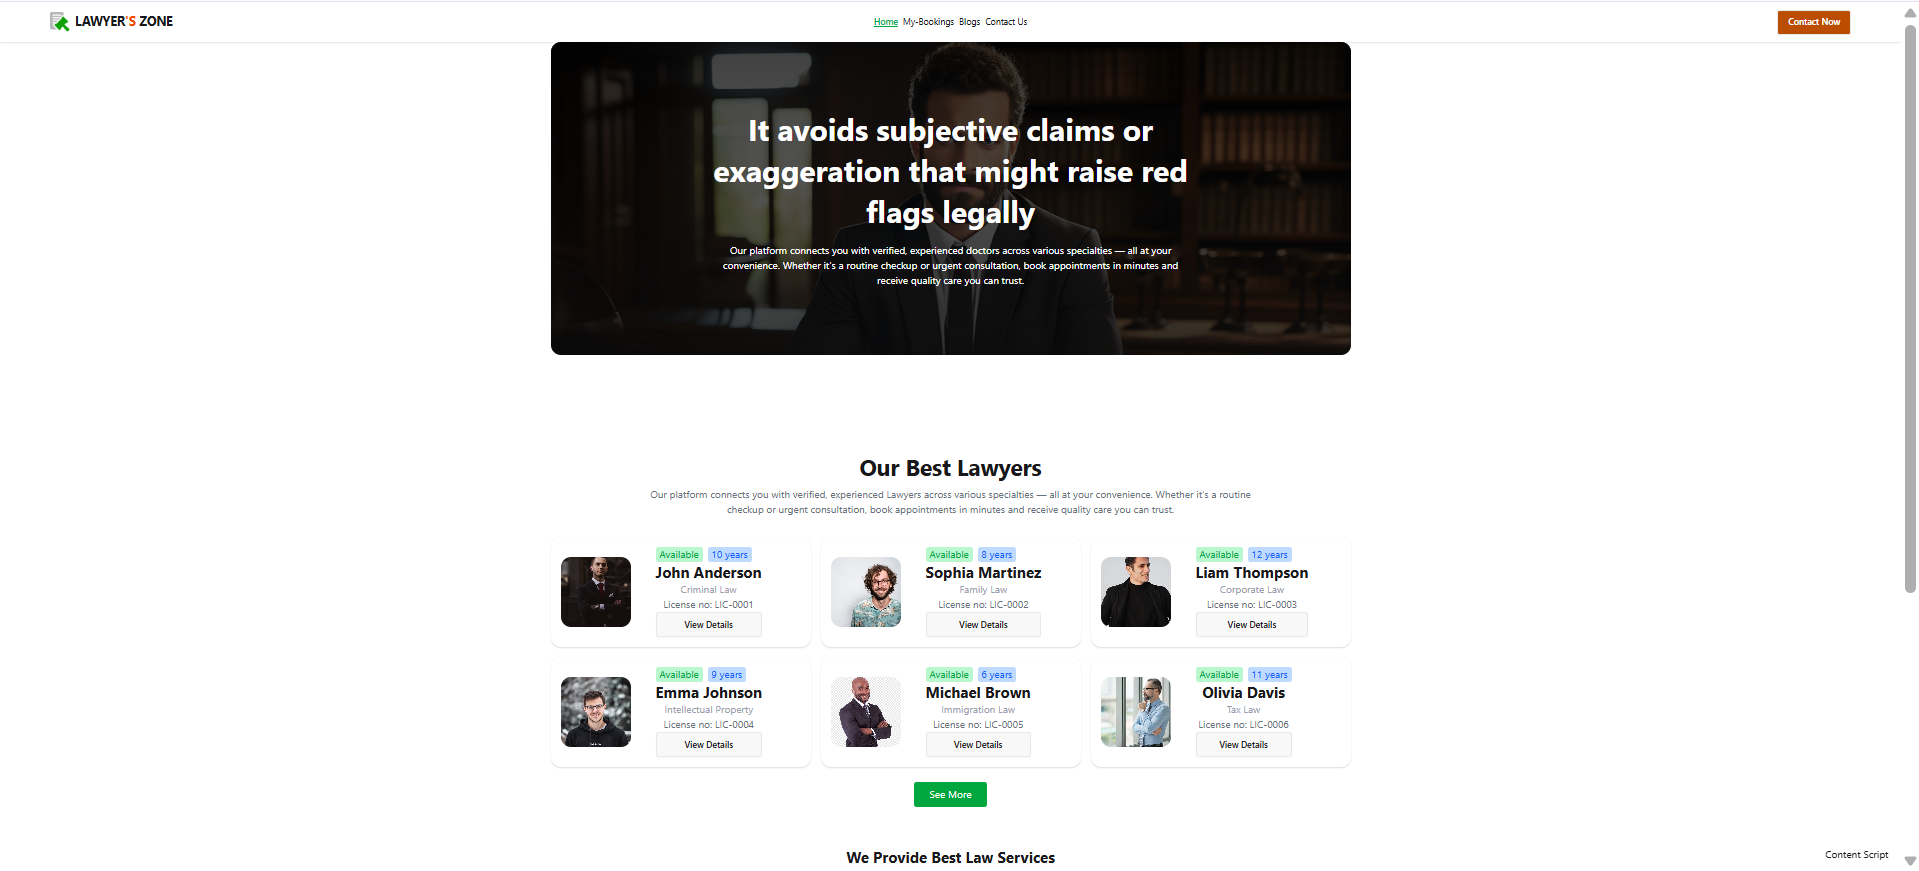 LAWYER'S ZONE
Home My-Bookings Blogs Contact Us
Contact Now
It avoids subjective claims or
exaggeration that might raise red
flags legally
Our platform connects you with verified, experienced doctors across various specialties — all at your
convenience. Whether it's a routine checkup or urgent consultation, book appointments in minutes and
receive quality care you can trust.
Our Best Lawyers
Our platform connects you with verified, experienced Lawyers across various specialties — all at your convenience. Whether it's a routine
checkup or urgent consultation, book appointments in minutes and receive quality care you can trust.
Available 10 years
John Anderson
Criminal Law
License no: LIC-0001
View Details
Available 8 years
Sophia Martinez
Family Law
License no: LIC-0002
View Details
Available 12 years
Liam Thompson
Corporate Law
License no: LIC-0003
View Details
Available 9 years
Emma Johnson
Intellectual Property
License no: LIC-0004
View Details
Available 6 years
Michael Brown
Immigration Law
License no: LIC-0005
View Details
Available 11 years
Olivia Davis
Tax Law
License no: LIC-0006
View Details
See More
We Provide Best Law Services
Content Script